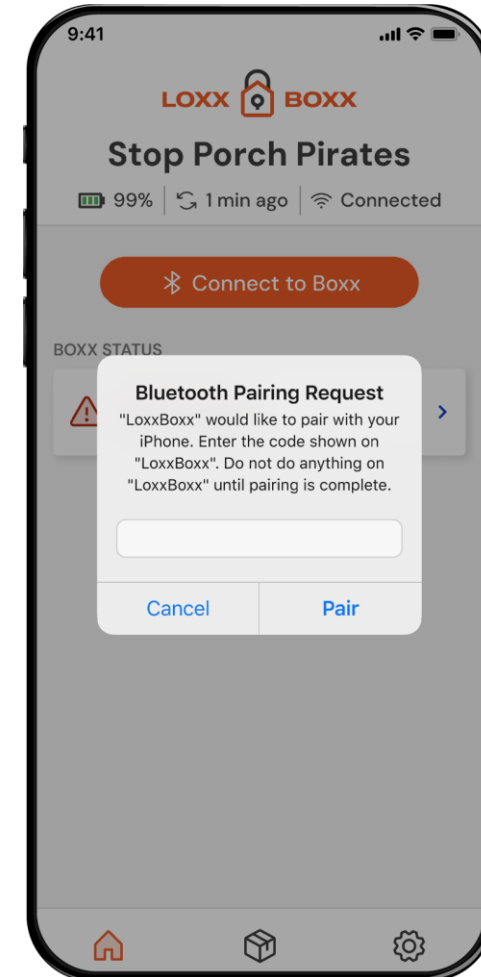 9:41
LOXX BOXX
Stop Porch Pirates
99% 1 min ago Connected
Connect to Boxx
BOXX STATUS
Bluetooth Pairing Request
"LoxxBoxx" would like to pair with your
iPhone. Enter the code shown on
"LoxxBoxx". Do not do anything on
"LoxxBoxx" until pairing is complete.
Cancel Pair